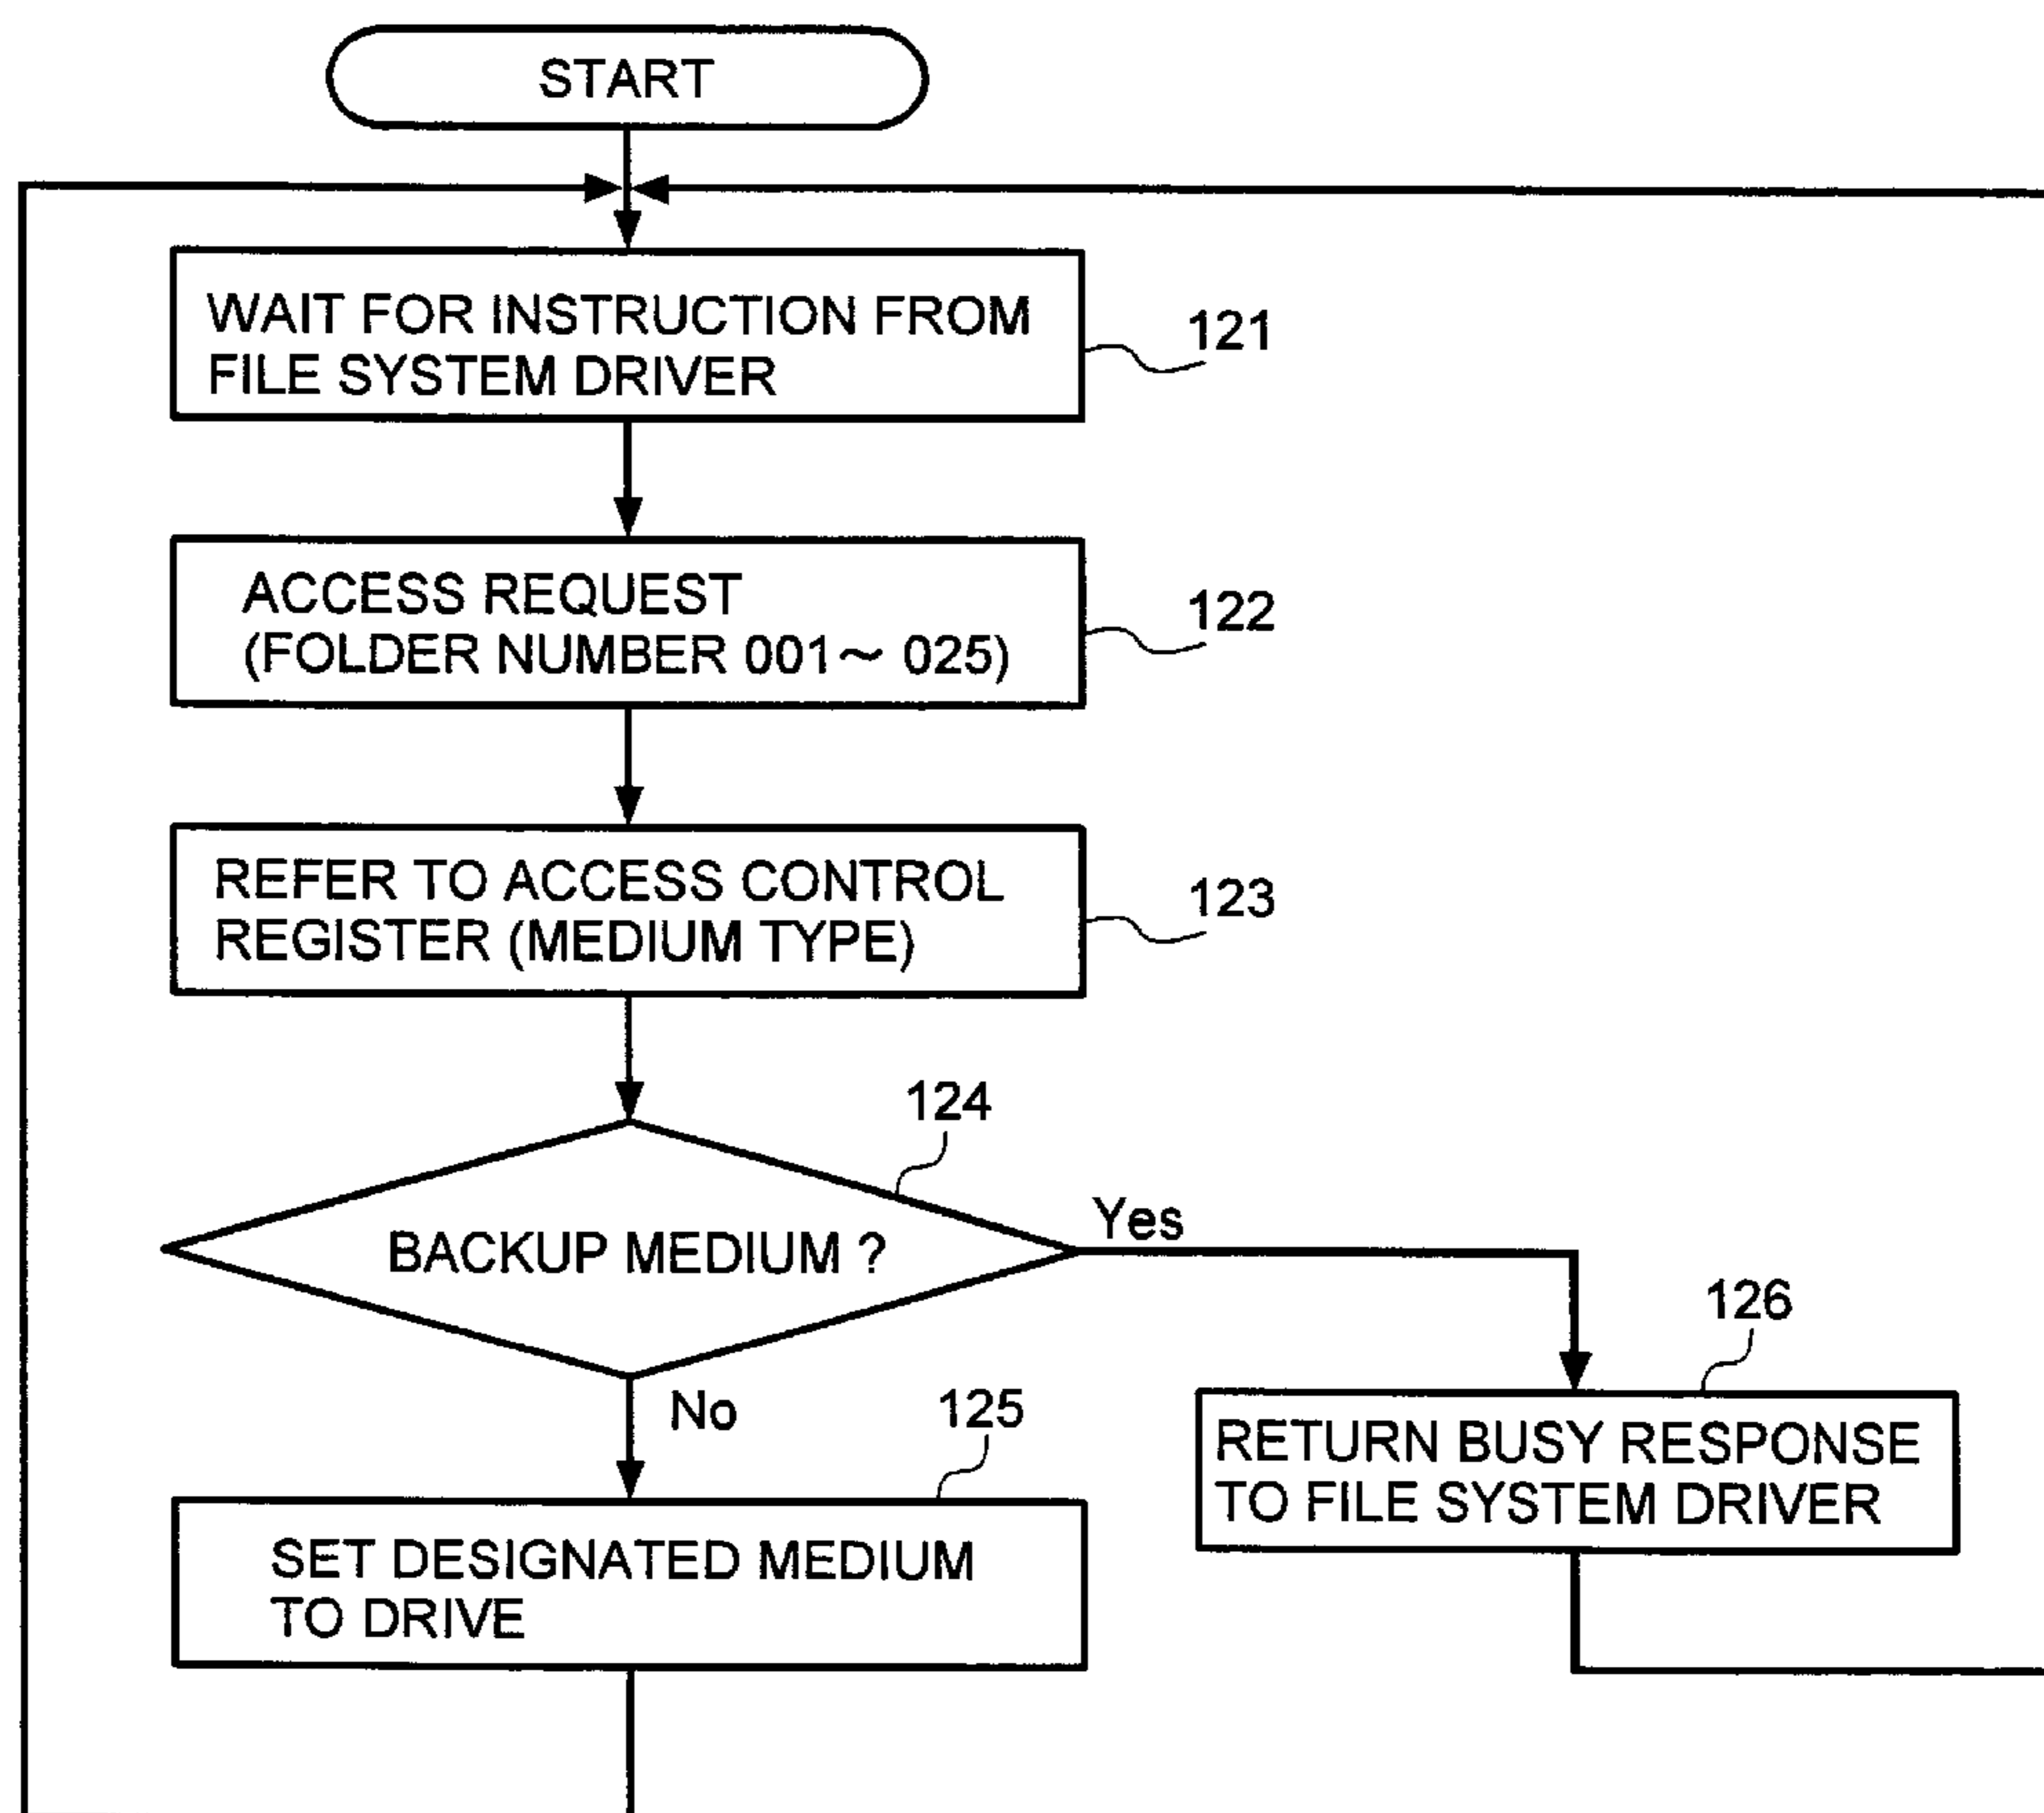 START
WAIT FOR INSTRUCTION FROM
FILE SYSTEM DRIVER
121
ACCESS REQUEST
(FOLDER NUMBER 001～ 025)
122
REFER TO ACCESS CONTROL
REGISTER (MEDIUM TYPE)
123
124
BACKUP MEDIUM ?
Yes
No
125
126
RETURN BUSY RESPONSE
TO FILE SYSTEM DRIVER
SET DESIGNATED MEDIUM
TO DRIVE